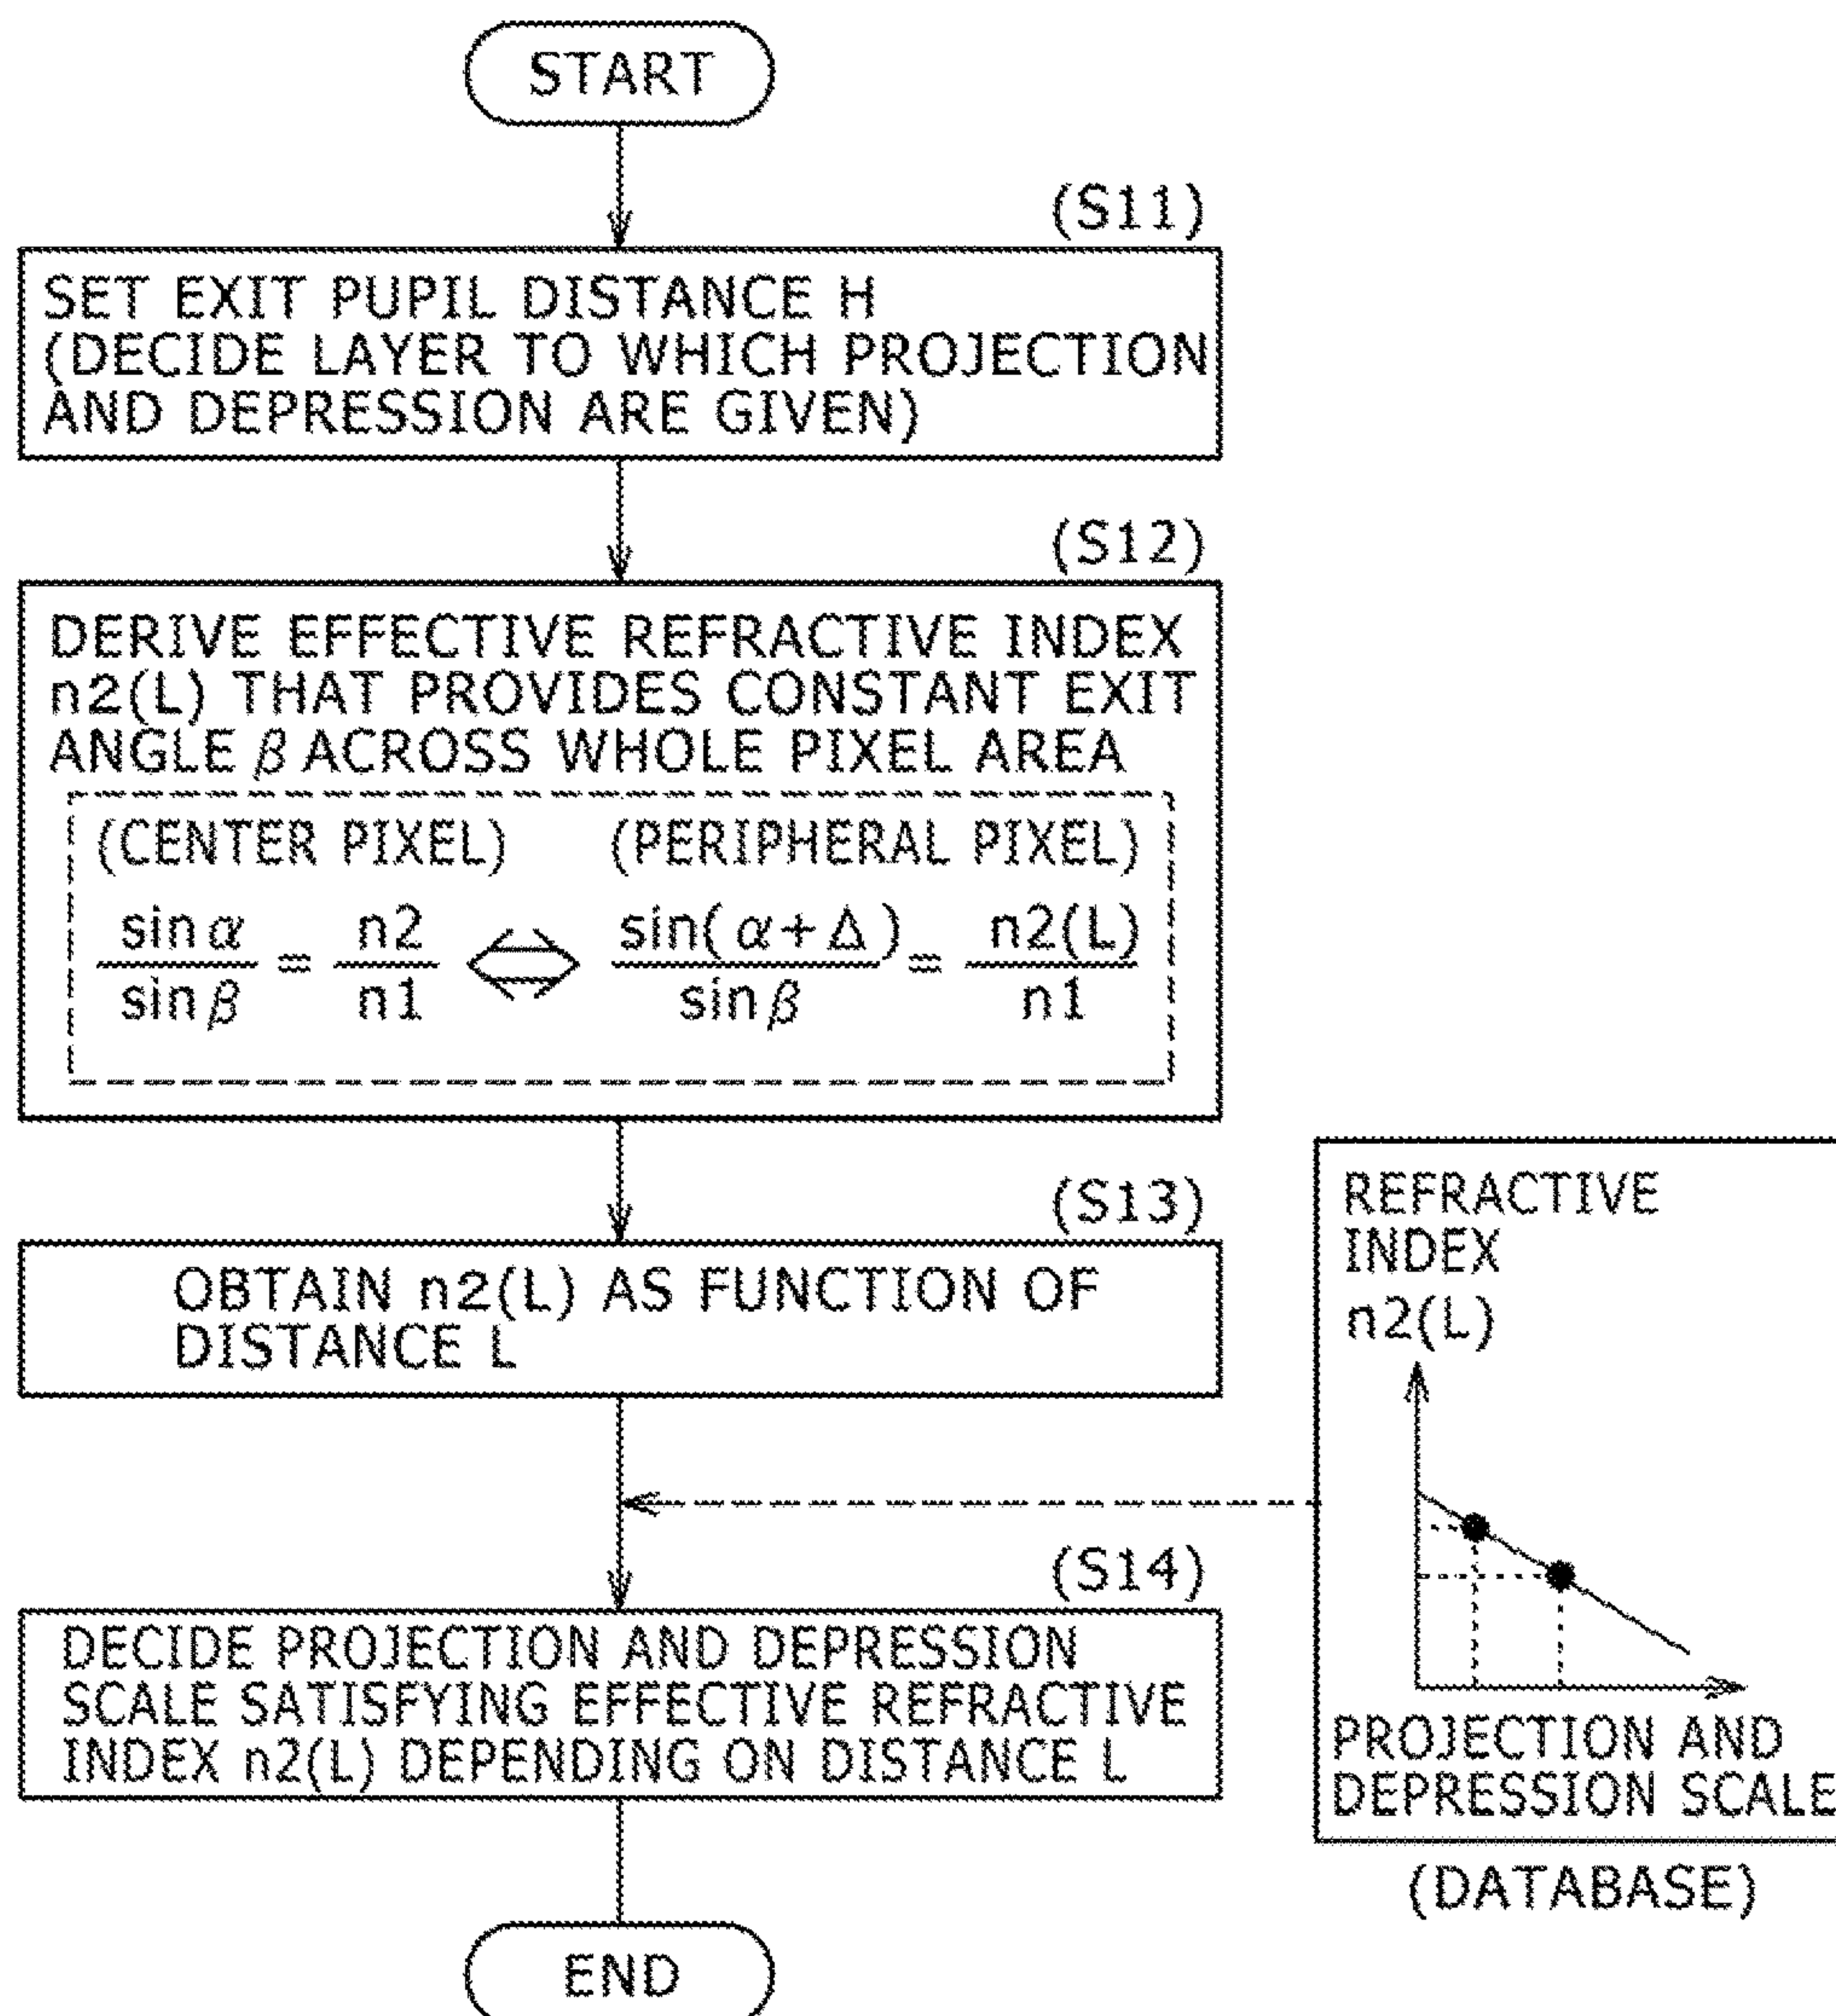 START
(S11)
SET EXIT PUPIL DISTANCE H
(DECIDE LAYER TO WHICH PROJECTION
AND DEPRESSION ARE GIVEN)
(S12)
DERIVE EFFECTIVE REFRACTIVE INDEX
n2(L) THAT PROVIDES CONSTANT EXIT
ANGLE β ACROSS WHOLE PIXEL AREA
(CENTER PIXEL) (PERIPHERAL PIXEL)
sin α / sin β = n2 / n1 ⇔ sin( α + Δ ) / sin β = n2(L) / n1
(S13)
OBTAIN n2(L) AS FUNCTION OF
DISTANCE L
REFRACTIVE
INDEX
n2(L)
PROJECTION AND
DEPRESSION SCALE
(DATABASE)
(S14)
DECIDE PROJECTION AND DEPRESSION
SCALE SATISFYING EFFECTIVE REFRACTIVE
INDEX n2(L) DEPENDING ON DISTANCE L
END